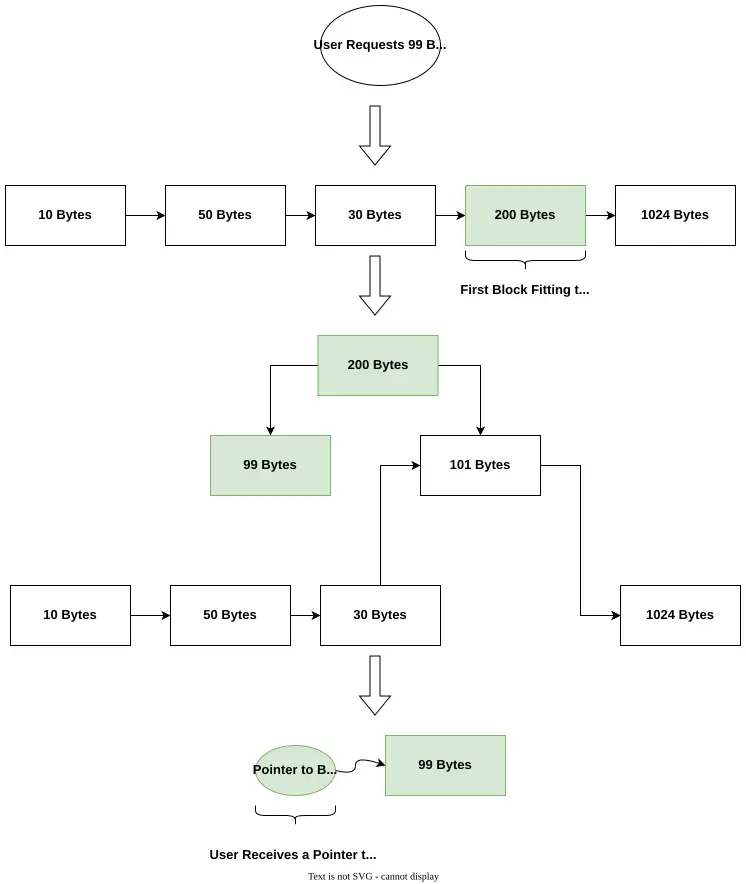 User Requests 99 B...
10 Bytes
50 Bytes
30 Bytes
200 Bytes
1024 Bytes
First Block Fitting t...
200 Bytes
99 Bytes
101 Bytes
10 Bytes
50 Bytes
30 Bytes
1024 Bytes
Pointer to B...
99 Bytes
User Receives a Pointer t...
Text is not SVG - cannot display